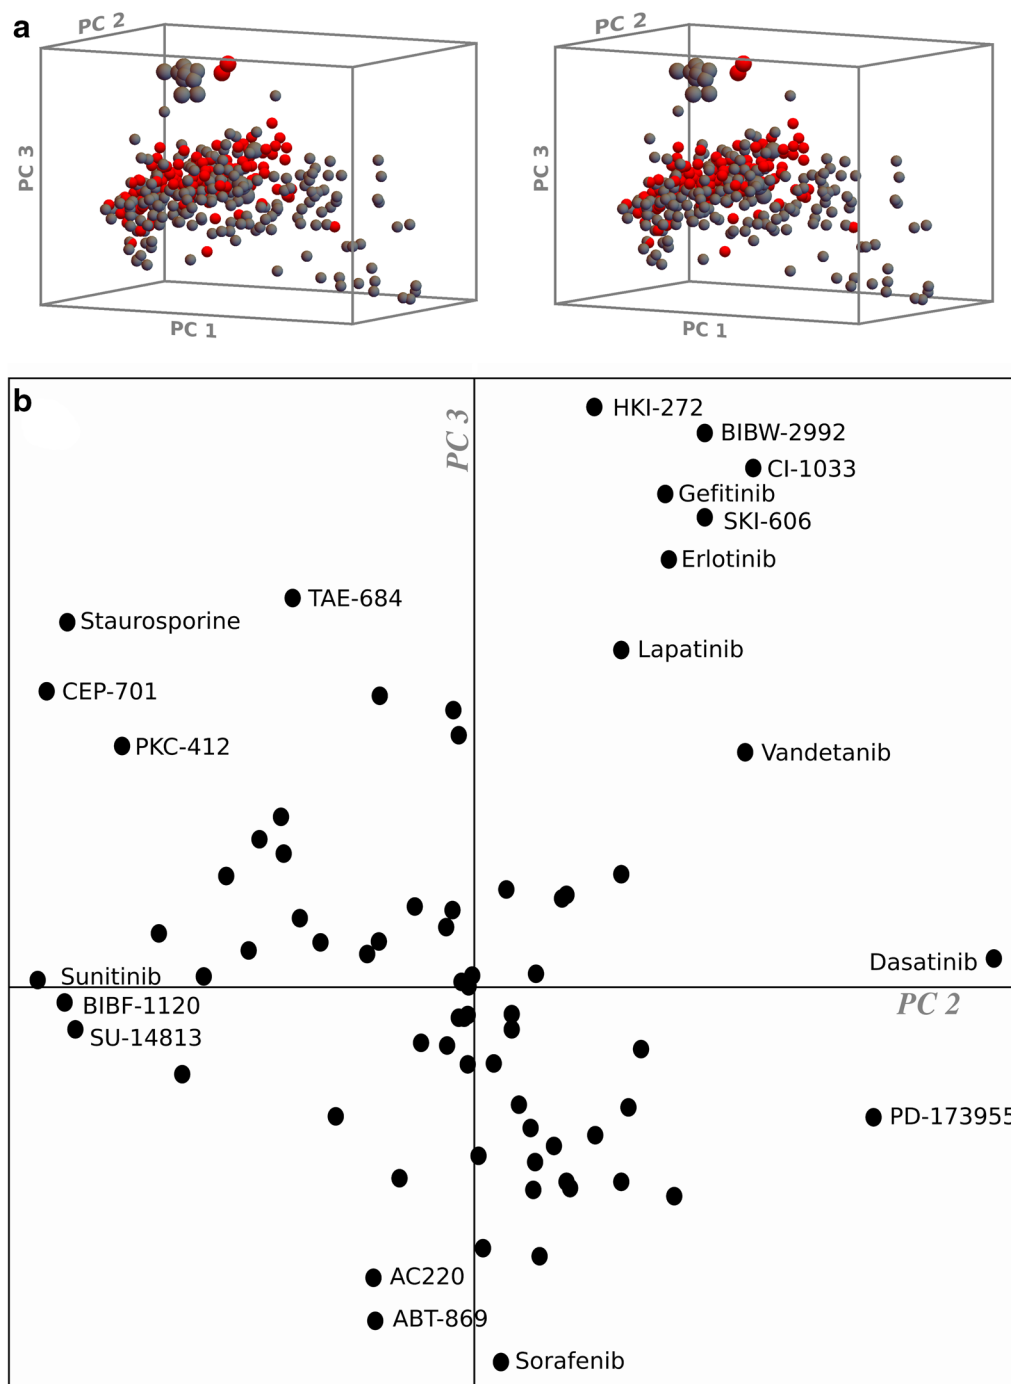 a
PC 2
PC 3
PC 1
PC 2
PC 3
PC 1
b
PC 3
HKI-272
BIBW-2992
CI-1033
Gefitinib
SKI-606
Erlotinib
TAE-684
Staurosporine
Lapatinib
CEP-701
PKC-412
Vandetanib
Dasatinib
Sunitinib
BIBF-1120
PC 2
SU-14813
PD-173955
AC220
ABT-869
Sorafenib